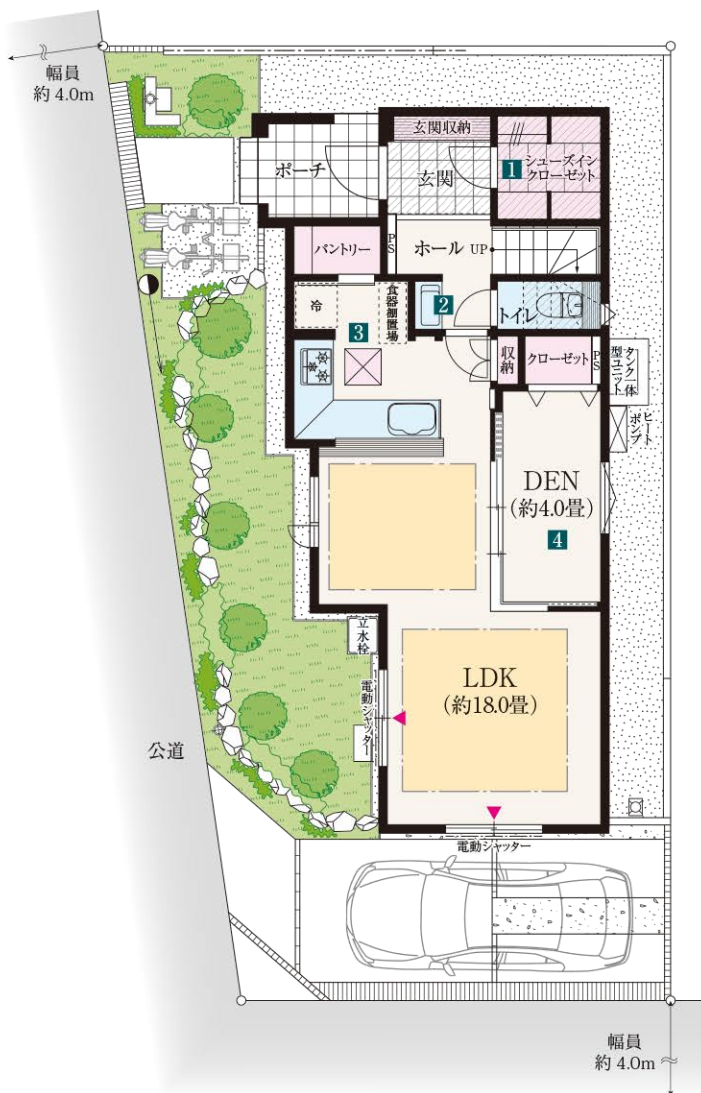 幅員
約 4.0m
玄関収納
ポーチ
玄関
1
シューズイン
クローゼット
パントリー
PS
ホール
UP
冷
食器棚置場
2
トイレ
3
収納
クローゼット
PS
タンク一体
型ユニット
ヒート
ポンプ
DEN
(約4.0畳)
4
立水栓
電動シャッター
LDK
(約18.0畳)
公道
電動シャッター
幅員
約 4.0m